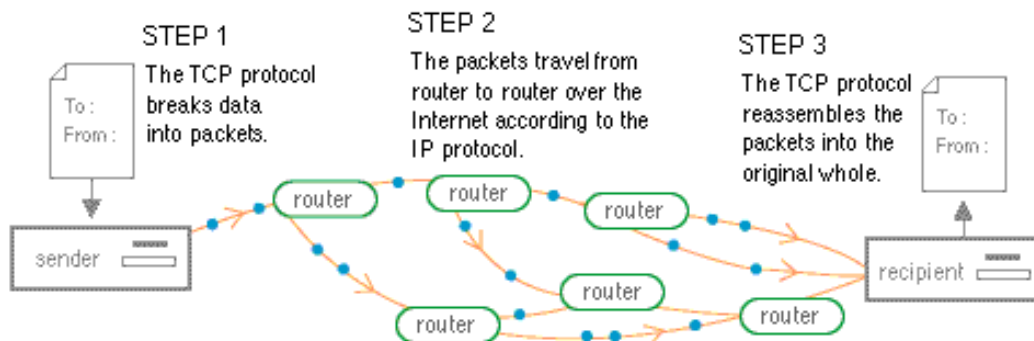 STEP 1
The TCP protocol
breaks data
into packets.
STEP 2
The packets travel from
router to router over the
Internet according to the
IP protocol.
STEP 3
The TCP protocol
reassembles the
packets into the
original whole.
To :
From :
To :
From :
sender
router
router
router
router
router
router
recipient